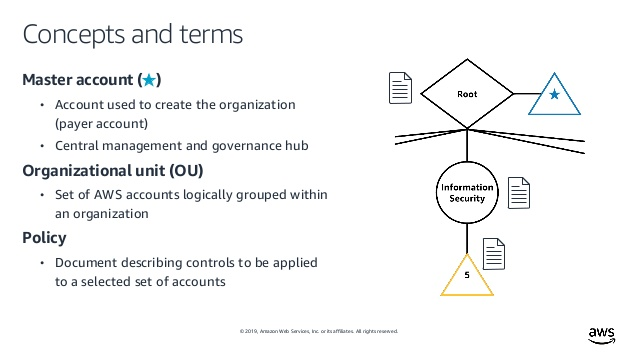 Concepts and terms
Master account (★)
• Account used to create the organization
(payer account)
• Central management and governance hub
Organizational unit (OU)
• Set of AWS accounts logically grouped within
an organization
Policy
• Document describing controls to be applied
to a selected set of accounts
Root
Information
Security
5
© 2019, Amazon Web Services, Inc. or its affiliates. All rights reserved.
aws